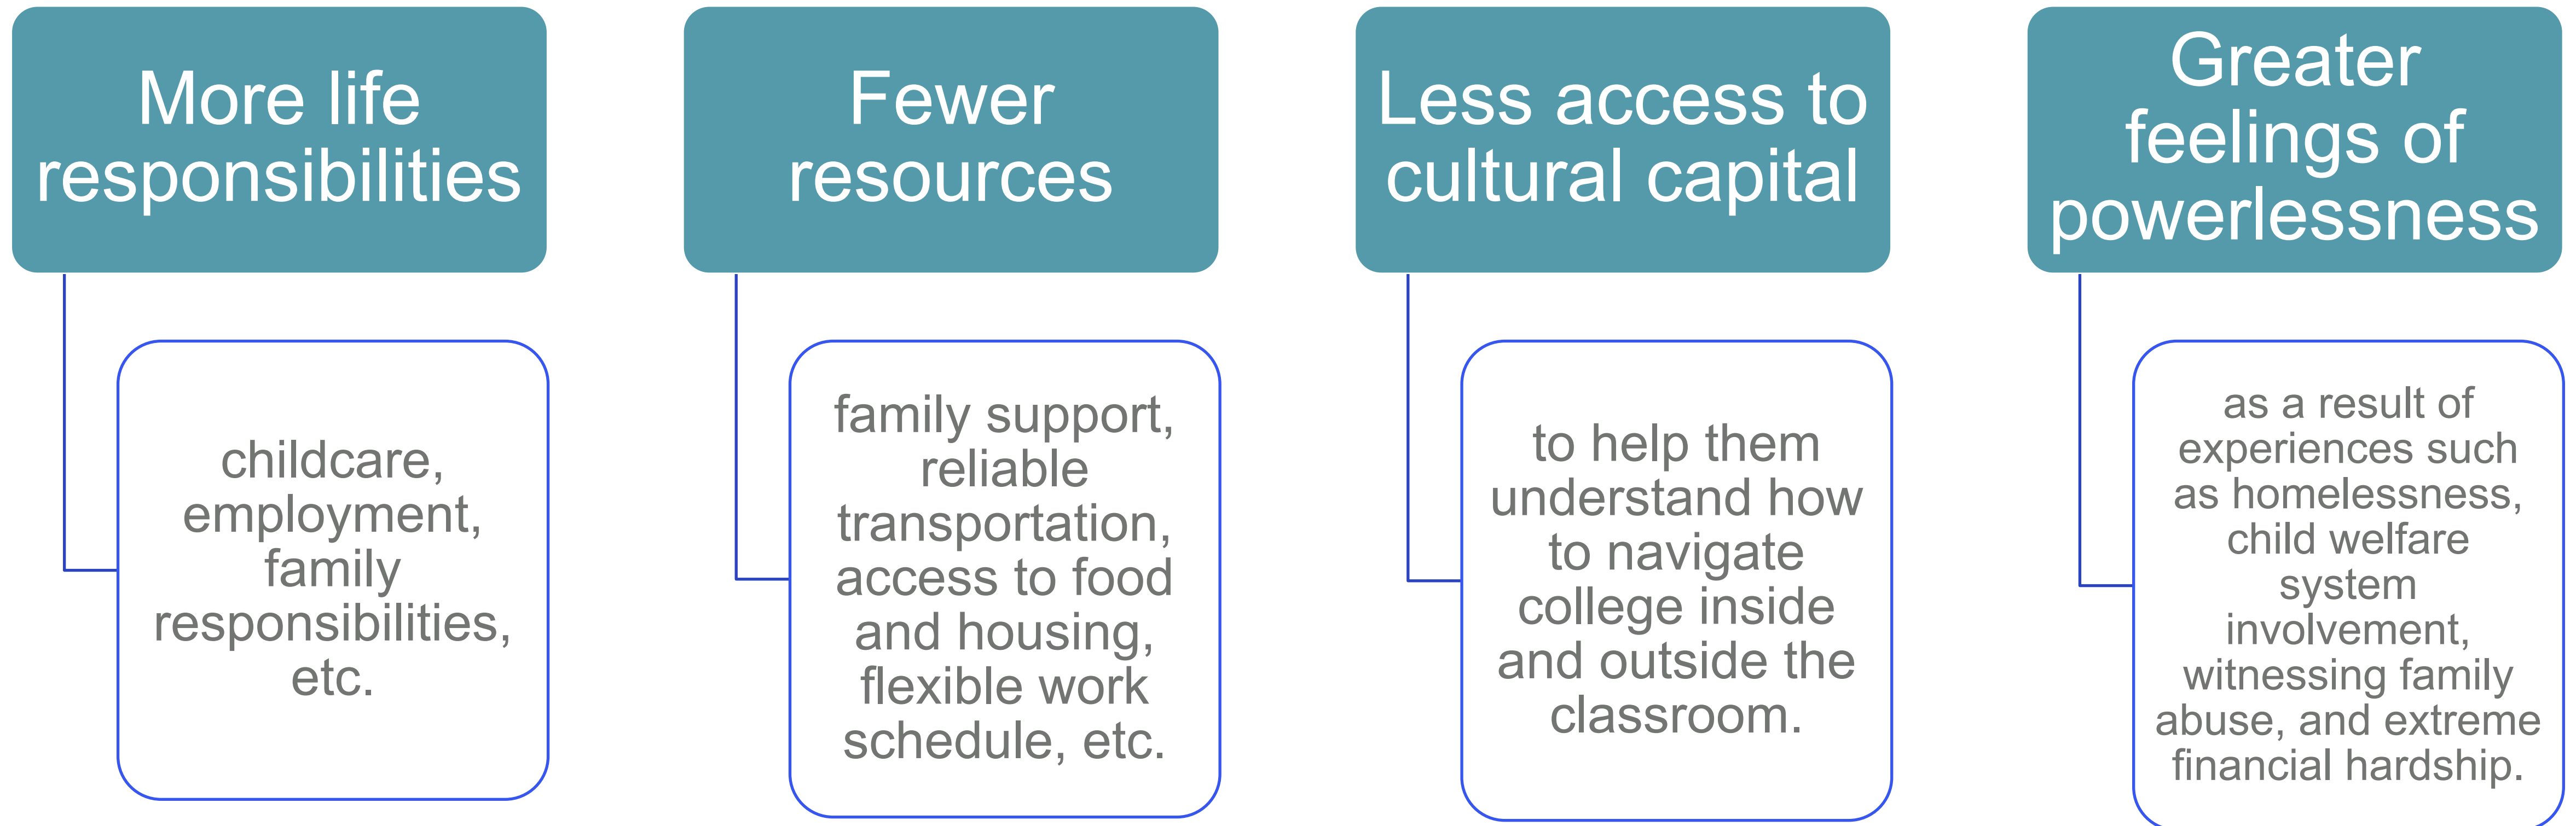 More life
responsibilities
childcare,
employment,
family
responsibilities,
etc.
Fewer
resources
family support,
reliable
transportation,
access to food
and housing,
flexible work
schedule, etc.
Less access to
cultural capital
to help them
understand how
to navigate
college inside
and outside the
classroom.
Greater
feelings of
powerlessness
as a result of
experiences such
as homelessness,
child welfare
system
involvement,
witnessing family
abuse, and extreme
financial hardship.